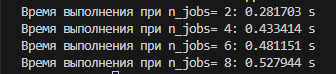 Время выполнения при n_jobs= 2: 0.281703 s
Время выполнения при n_jobs= 4: 0.433414 s
Время выполнения при n_jobs= 6: 0.481151 s
Время выполнения при n_jobs= 8: 0.527944 s